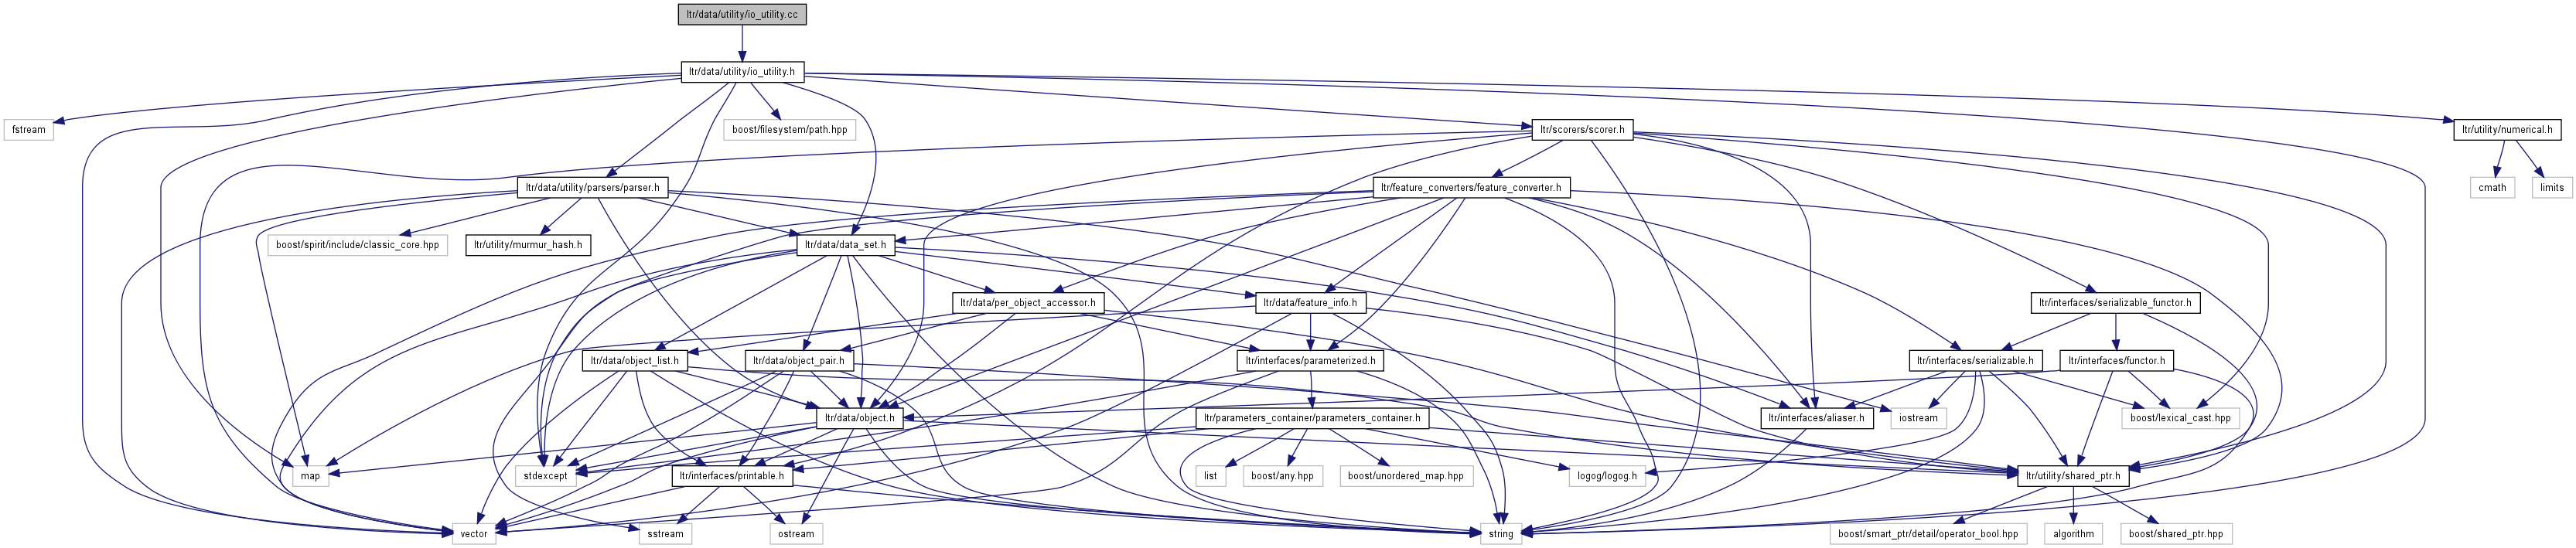 ltr/data/utility/io_utility.cc
ltr/data/utility/io_utility.h
fstream
boost/filesystem/path.hpp
ltr/scorers/scorer.h
ltr/utility/numerical.h
ltr/data/utility/parsers/parser.h
ltr/feature_converters/feature_converter.h
cmath
limits
boost/spirit/include/classic_core.hpp
ltr/utility/murmur_hash.h
ltr/data/data_set.h
ltr/data/per_object_accessor.h
ltr/data/feature_info.h
ltr/interfaces/serializable_functor.h
ltr/data/object_list.h
ltr/data/object_pair.h
ltr/interfaces/parameterized.h
ltr/interfaces/serializable.h
ltr/interfaces/functor.h
ltr/data/object.h
ltr/parameters_container/parameters_container.h
ltr/interfaces/aliaser.h
iostream
boost/lexical_cast.hpp
map
stdexcept
ltr/interfaces/printable.h
list
boost/any.hpp
boost/unordered_map.hpp
logog/logog.h
ltr/utility/shared_ptr.h
vector
sstream
ostream
string
boost/smart_ptr/detail/operator_bool.hpp
algorithm
boost/shared_ptr.hpp